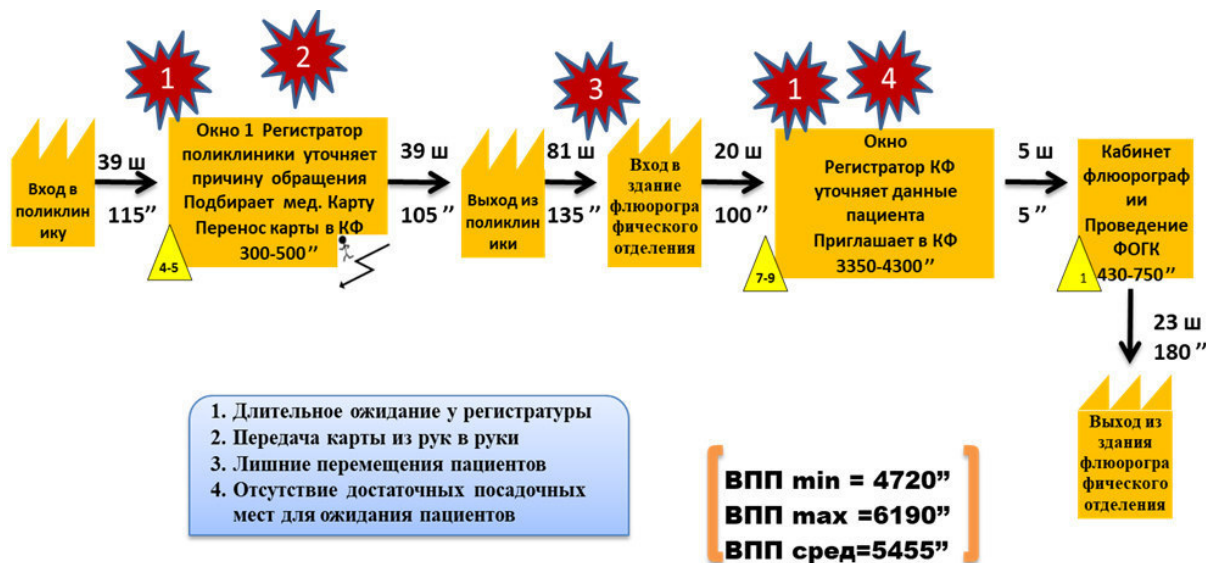 1
2
3
1
4
Вход в
поликлин
ику
39 ш
115”
Окно 1 Регистратор
поликлиники уточняет
причину обращения
Подбирает мед. Карту
Перенос карты в КФ
300-500”
4-5
39 ш
105”
Выход из
поликлин
ики
81 ш
135”
Вход в
здание
флюорогра
фического
отделения
20 ш
100”
Окно
Регистратор КФ
уточняет данные
пациента
Приглашает в КФ
3350-4300”
7-9
5 ш
5”
Кабинет
флюорограф
ии
Проведение
ФОГК
430-750”
1
23 ш
180”
Выход из
здания
флюорогра
фического
отделения
1. Длительное ожидание у регистратуры
2. Передача карты из рук в руки
3. Лишние перемещения пациентов
4. Отсутствие достаточных посадочных
мест для ожидания пациентов
ВПП min = 4720”
ВПП max =6190”
ВПП сред=5455”